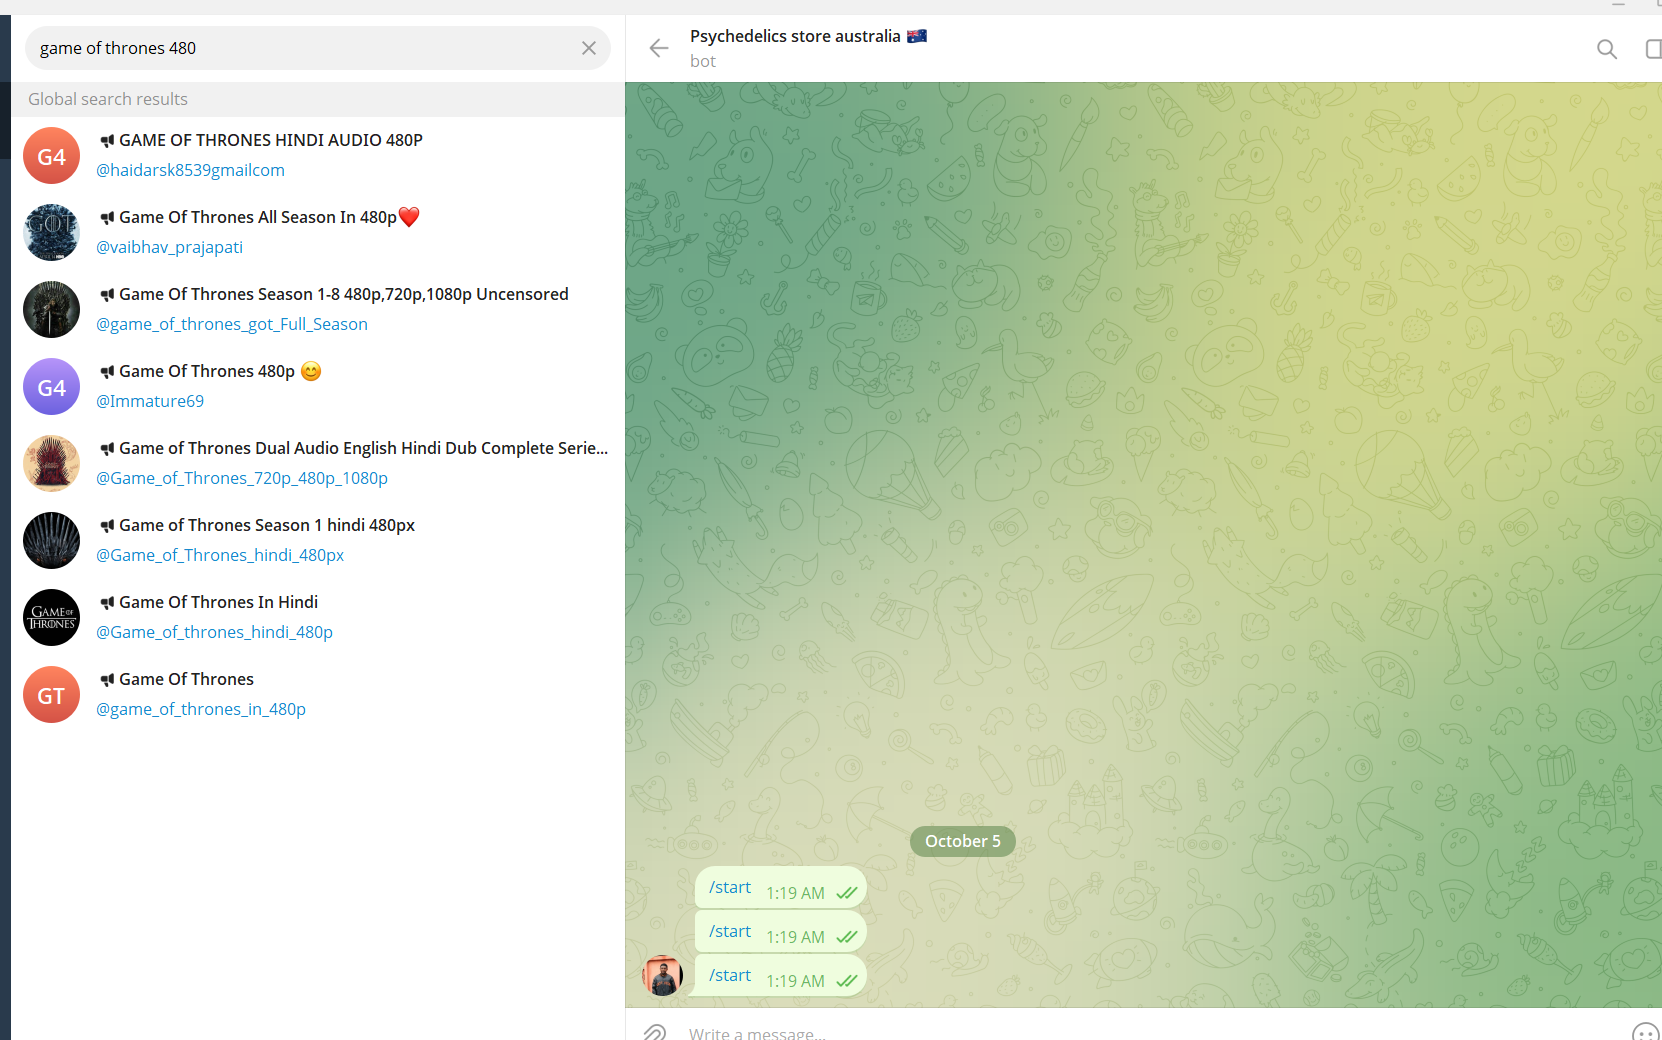 game of thrones 480
Global search results
G4
GAME OF THRONES HINDI AUDIO 480P
@haidarsk8539gmailcom
GOT
Game Of Thrones All Season In 480p❤️
@vaibhav_prajapati
Game Of Thrones Season 1-8 480p,720p,1080p Uncensored
@game_of_thrones_got_Full_Season
G4
Game Of Thrones 480p 😊
@Immature69
Game of Thrones Dual Audio English Hindi Dub Complete Serie...
@Game_of_Thrones_720p_480p_1080p
Game of Thrones Season 1 hindi 480px
@Game_of_Thrones_hindi_480px
GAME OF
THRONES
Game Of Thrones In Hindi
@Game_of_thrones_hindi_480p
GT
Game Of Thrones
@game_of_thrones_in_480p
Psychedelics store australia 🇦🇺
bot
October 5
/start 1:19 AM
/start 1:19 AM
/start 1:19 AM
Write a message...